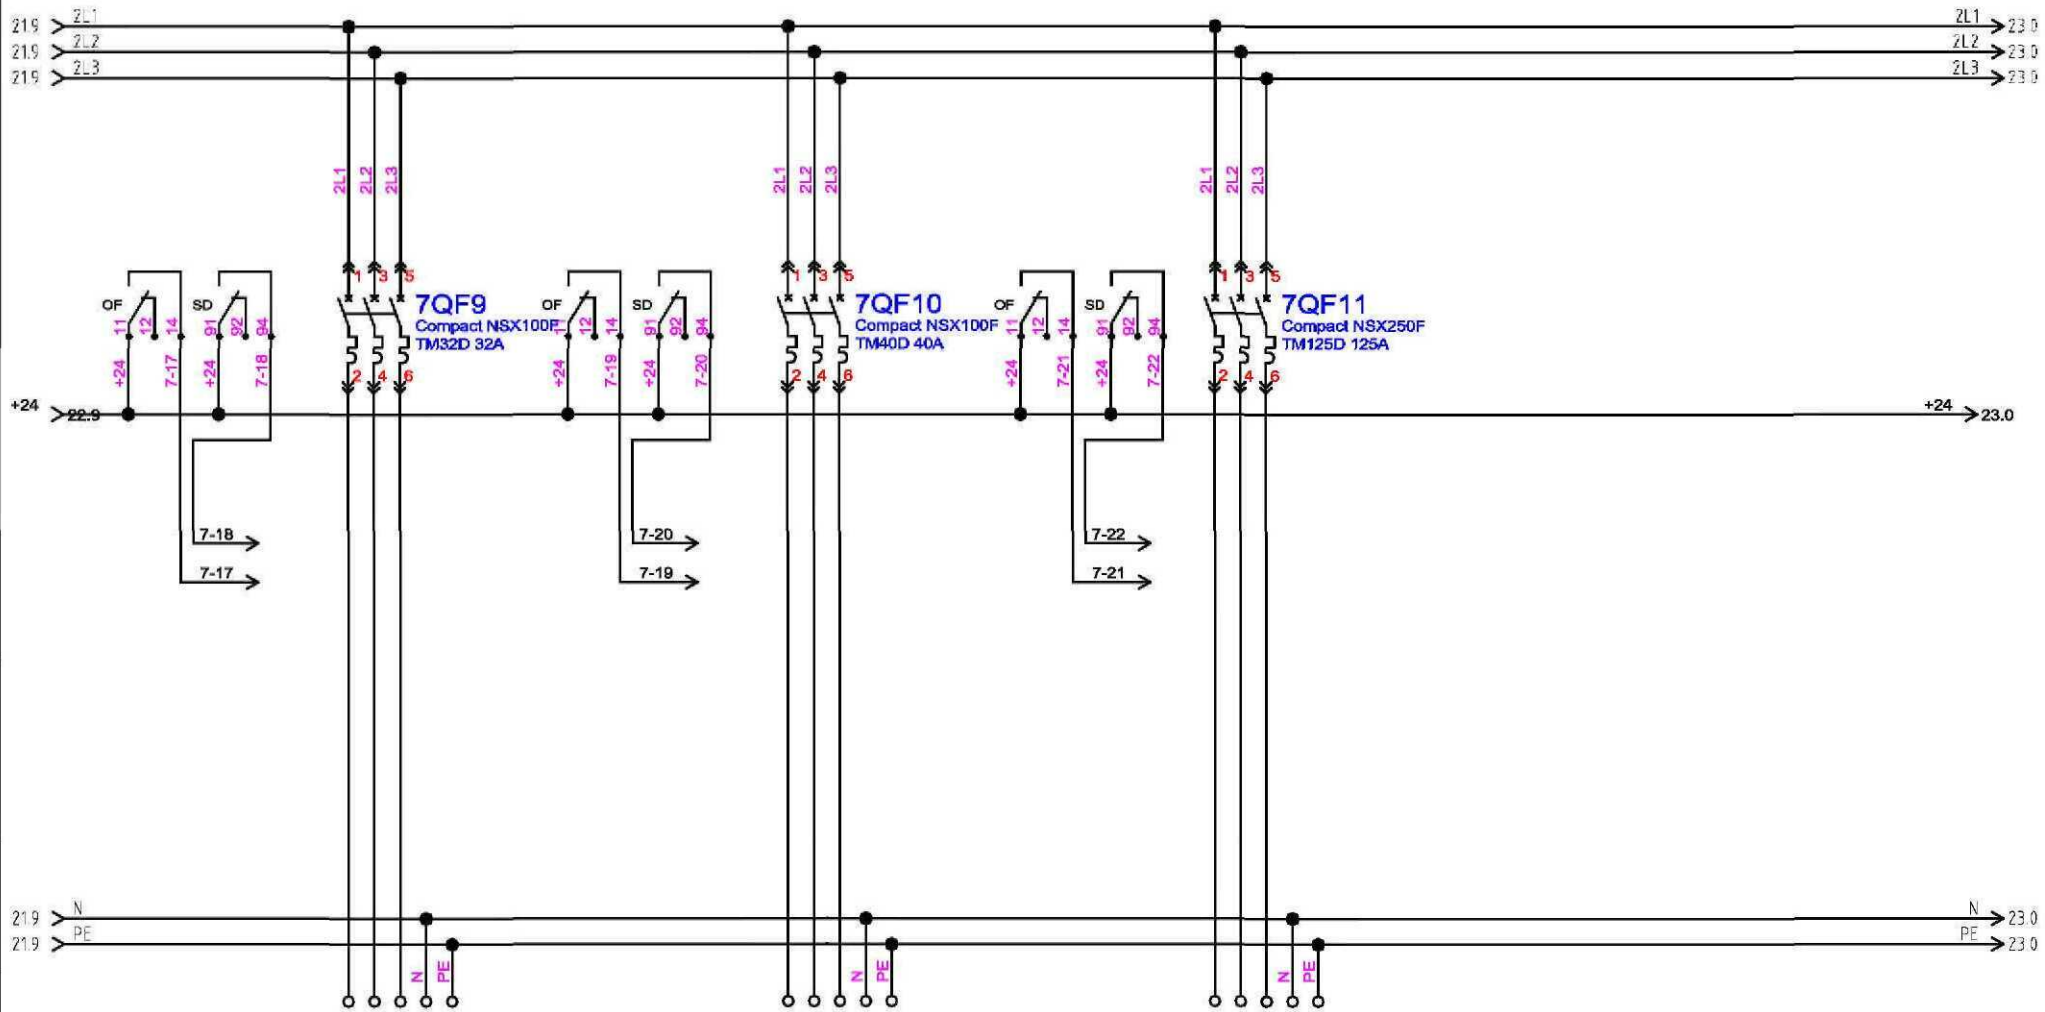 21.9 2L1 2L1 23.0
21.9 2L2 2L2 23.0
21.9 2L3 2L3 23.0
2L1 2L2 2L3
2L1 2L2 2L3
2L1 2L2 2L3
OF 11 12 14
SD 91 92 94
+24 7-17 +24 7-18
1 3 5
7QF9
Compact NSX100F
TM32D 32A
2 4 6
OF 11 12 14
SD 91 92 94
+24 7-19 +24 7-20
1 3 5
7QF10
Compact NSX100F
TM40D 40A
2 4 6
OF 11 12 14
SD 91 92 94
+24 7-21 +24 7-22
1 3 5
7QF11
Compact NSX250F
TM125D 125A
2 4 6
+24 22.9 +24 23.0
7-18 7-20 7-22
7-17 7-19 7-21
21.9 N N 23.0
21.9 PE PE 23.0
N PE N PE N PE